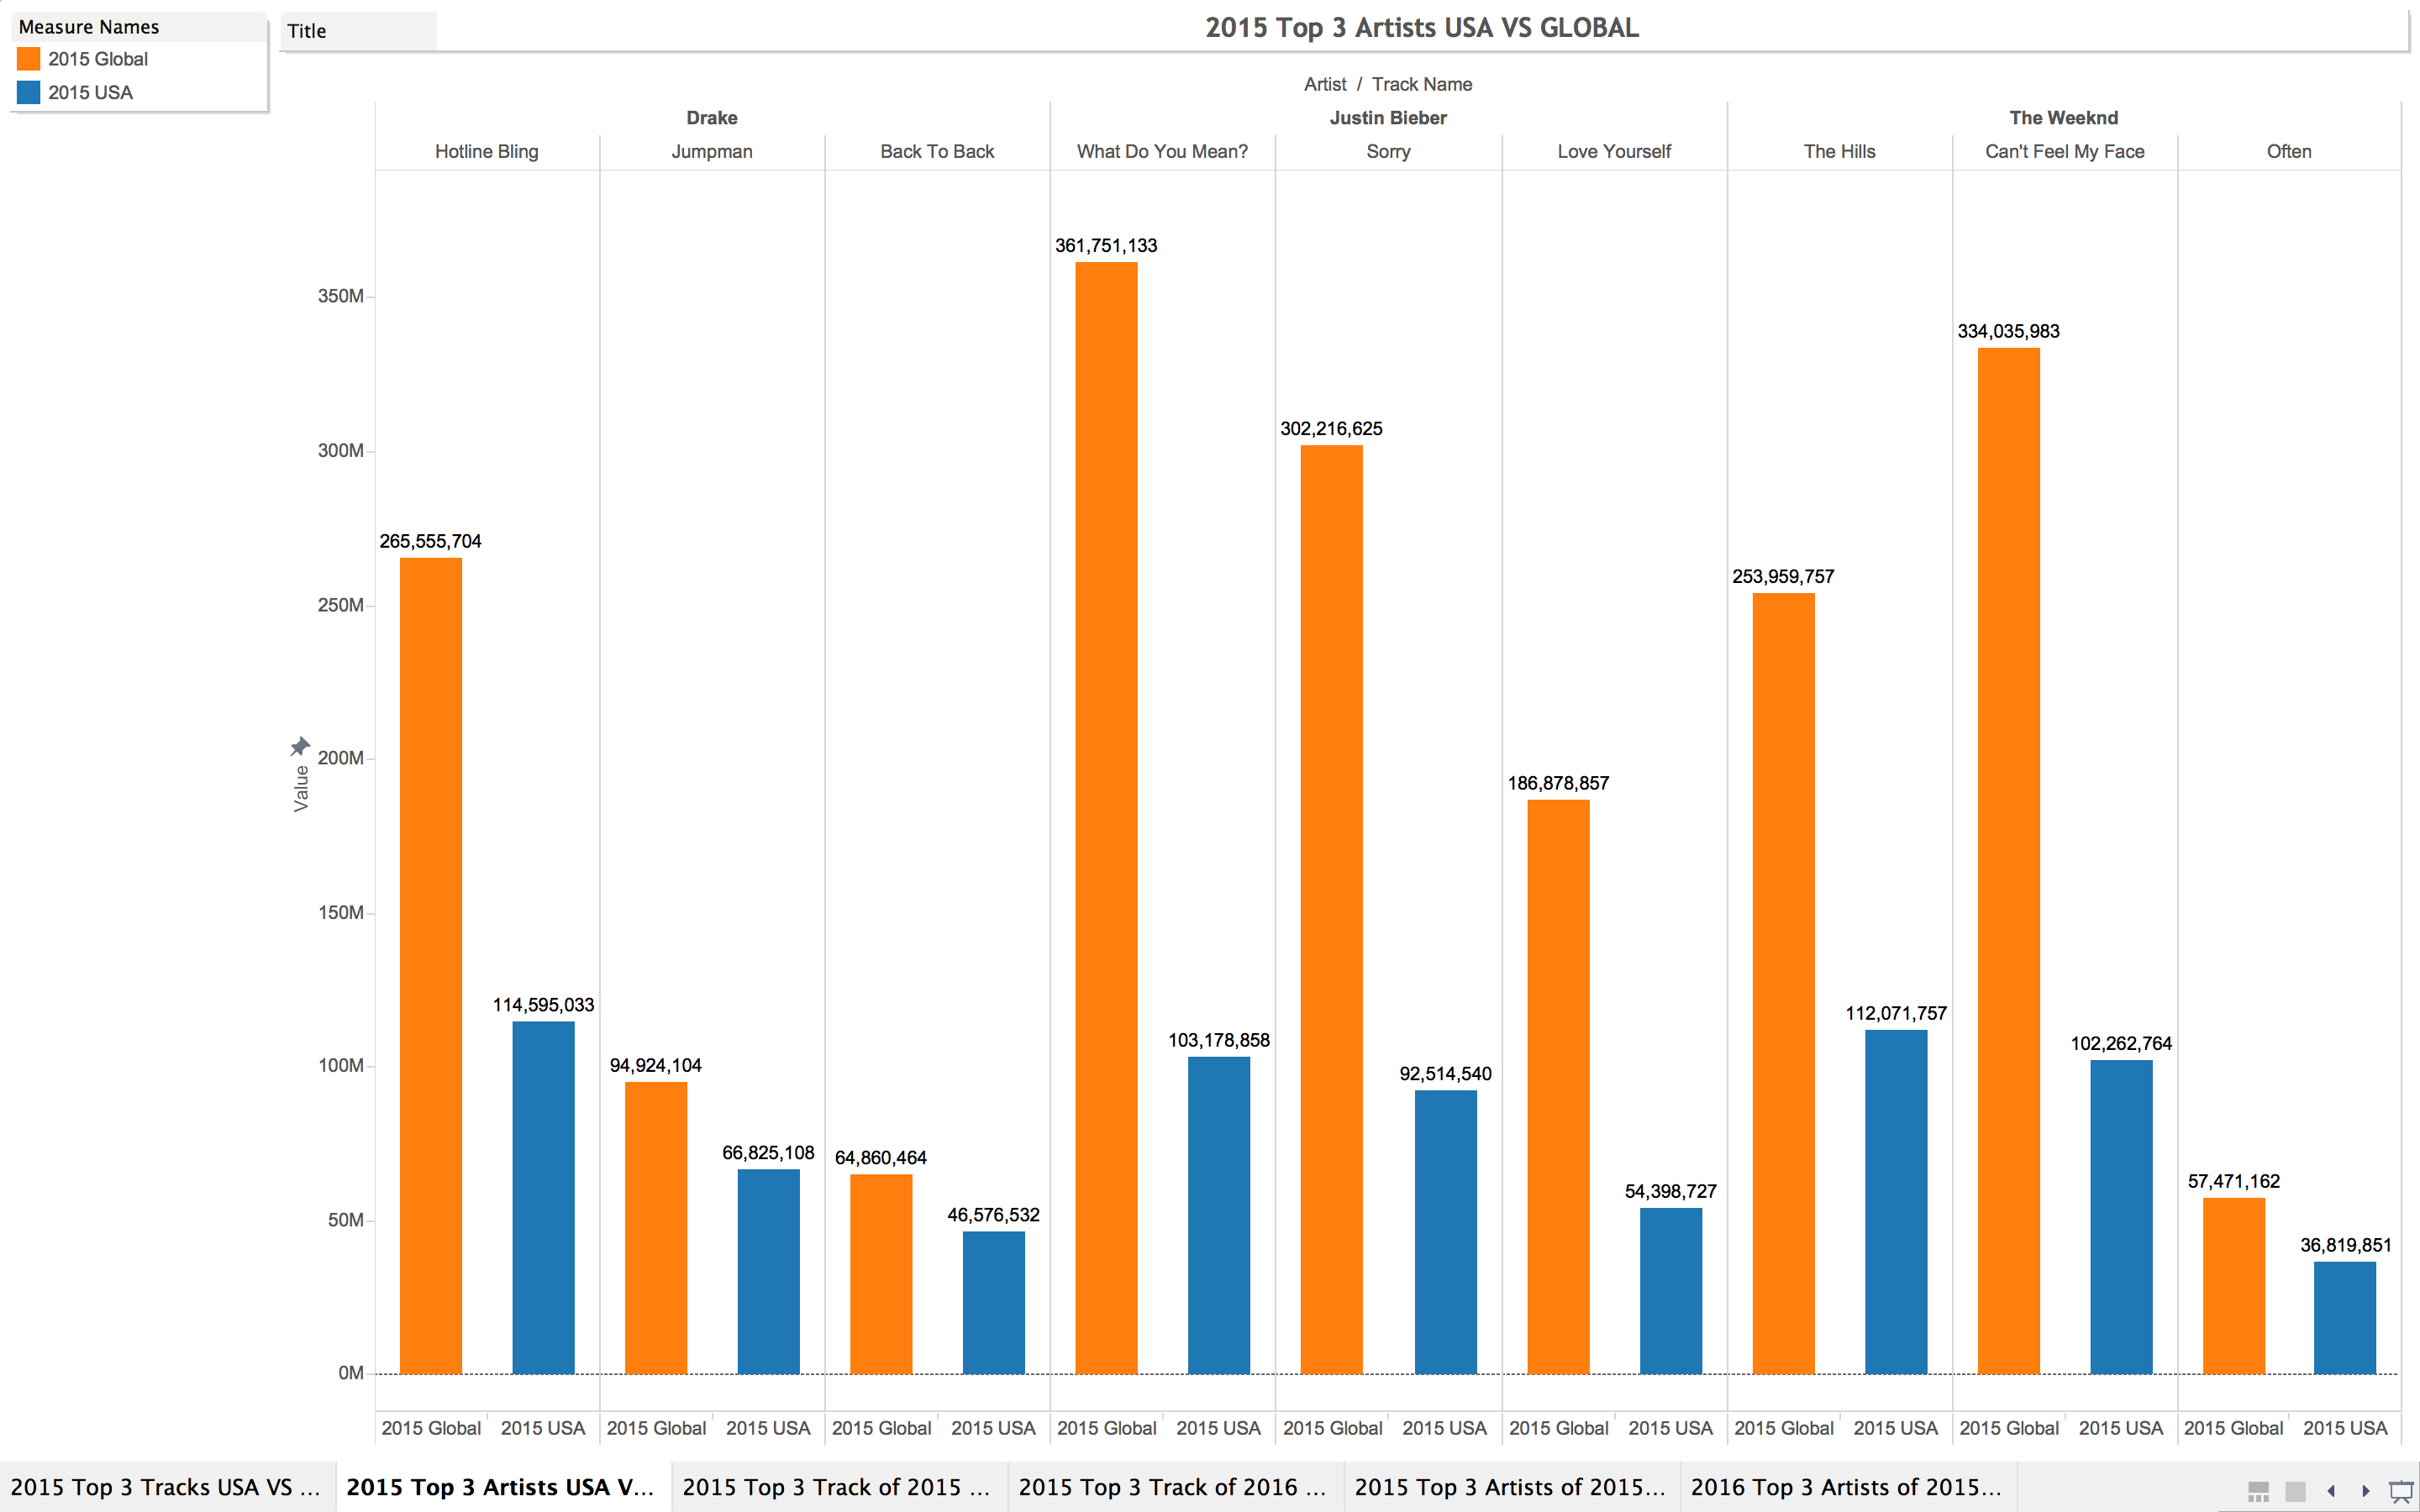 Measure Names
2015 Global
2015 USA
Title
2015 Top 3 Artists USA VS GLOBAL
Artist / Track Name
Drake Justin Bieber The Weeknd
Hotline Bling Jumpman Back To Back What Do You Mean? Sorry Love Yourself The Hills Can't Feel My Face Often
361,751,133
350M
334,035,983
302,216,625
300M
265,555,704
253,959,757
250M
186,878,857
200M
Value
150M
114,595,033
112,071,757
103,178,858
102,262,764
94,924,104
92,514,540
100M
66,825,108
64,860,464
57,471,162
54,398,727
46,576,532
50M
36,819,851
0M
2015 Global 2015 USA 2015 Global 2015 USA 2015 Global 2015 USA 2015 Global 2015 USA 2015 Global 2015 USA 2015 Global 2015 USA 2015 Global 2015 USA 2015 Global 2015 USA 2015 Global 2015 USA
2015 Top 3 Tracks USA VS ... 2015 Top 3 Artists USA V... 2015 Top 3 Track of 2015 ... 2015 Top 3 Track of 2016 ... 2015 Top 3 Artists of 2015... 2016 Top 3 Artists of 2015...